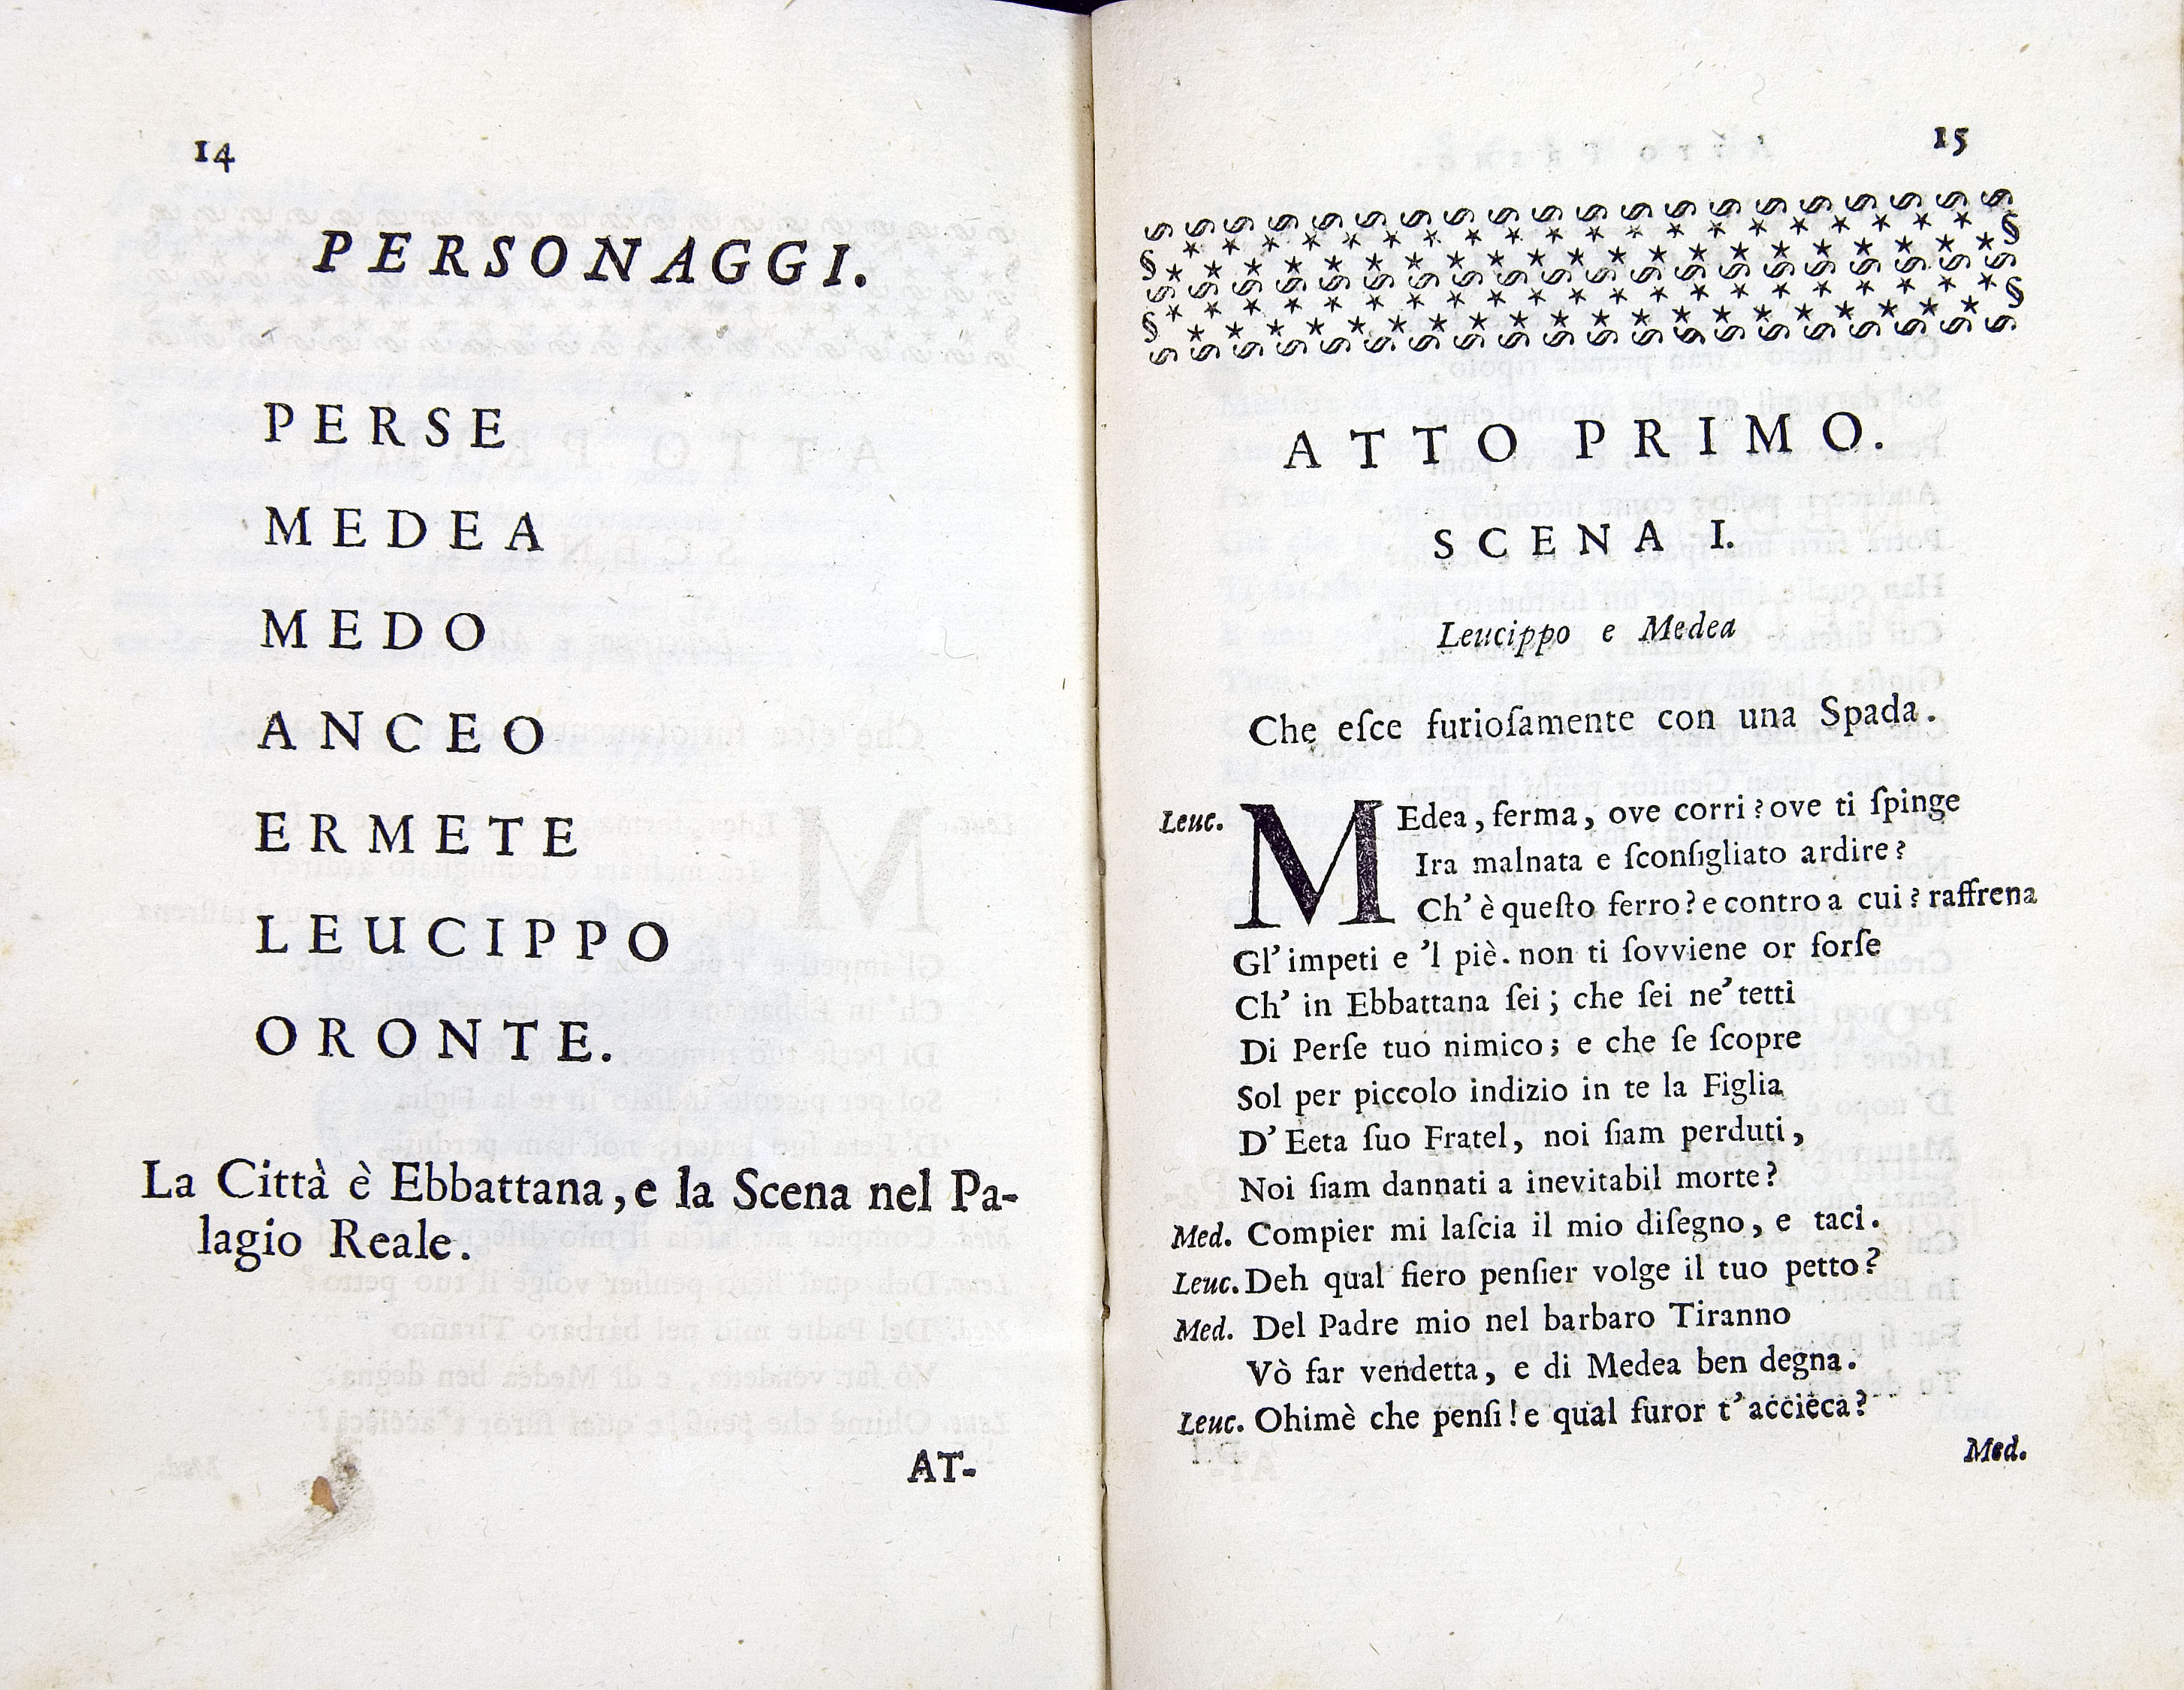 14
PERSONAGGI.
PERSE
MEDEA
MEDO
ANCEO
ERMETE
LEUCIPPO
ORONTE.
La Città è Ebbattana, e la Scena nel Pa-
lagio Reale.
AT-
15
ATTO PRIMO.
SCENA I.
Leucippo e Medea
Che eſce furioſamente con una Spada.
Leuc. MEdea, ferma, ove corri? ove ti ſpinge
Ira malnata e ſconſigliato ardire?
Ch' è queſto ferro? e contro a cui? raffrena
Gl' impeti e 'l piè. non ti ſovviene or forſe
Ch' in Ebbattana ſei; che ſei ne' tetti
Di Perſe tuo nimico; e che ſe ſcopre
Sol per piccolo indizio in te la Figlia
D' Eeta ſuo Fratel, noi ſiam perduti,
Noi ſiam dannati a inevitabil morte?
Med. Compier mi laſcia il mio diſegno, e taci.
Leuc. Deh qual fiero penſier volge il tuo petto?
Med. Del Padre mio nel barbaro Tiranno
Vò far vendetta, e di Medea ben degna.
Leuc. Ohimè che penſi! e qual furor t' accieca?
Med.